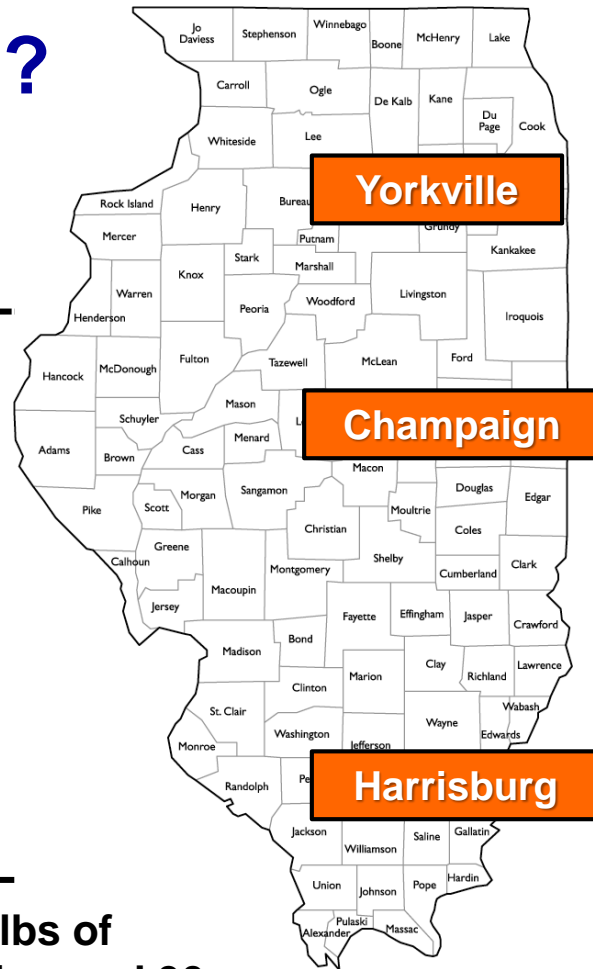 ?
Jo
Daviess
Stephenson
Winnebago
Boone
McHenry
Lake
Carroll
Ogle
De Kalb
Kane
Du
Page
Cook
Whiteside
Lee
Yorkville
Rock Island
Henry
Bureau
Mercer
Putnam
Grundy
Kankakee
Stark
Marshall
Knox
Warren
Henderson
Peoria
Woodford
Livingston
Iroquois
Hancock
McDonough
Fulton
Tazewell
McLean
Ford
Mason
Schuyler
Champaign
Adams
Brown
Cass
Menard
Macon
Pike
Scott
Morgan
Sangamon
Christian
Moultrie
Douglas
Edgar
Coles
Greene
Calhoun
Jersey
Macoupin
Montgomery
Shelby
Cumberland
Clark
Fayette
Effingham
Jasper
Crawford
Madison
Bond
Marion
Clay
Richland
Lawrence
Clinton
St. Clair
Washington
Wayne
Wabash
Edwards
Jefferson
Monroe
Randolph
Pe
Harrisburg
Jackson
Williamson
Saline
Gallatin
Union
Johnson
Pope
Hardin
Alexander
Pulaski
Massac
lbs of